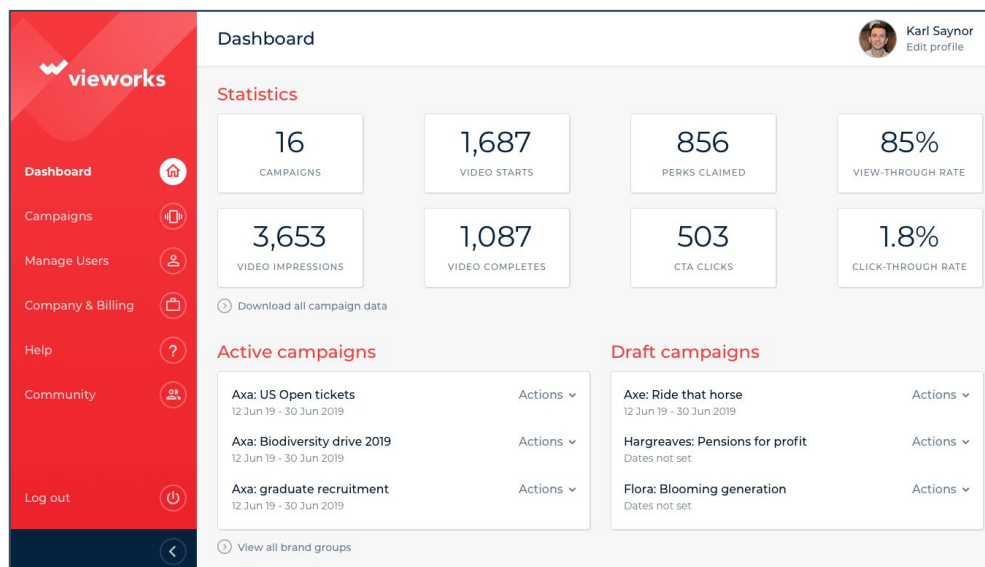 vieworks
Dashboard
Campaigns
Manage Users
Company & Billing
Help
?
Community
Log out
Dashboard
Karl Saynor
Edit profile
Statistics
16
CAMPAIGNS
1,687
VIDEO STARTS
856
PERKS CLAIMED
85%
VIEW-THROUGH RATE
3,653
VIDEO IMPRESSIONS
1,087
VIDEO COMPLETES
503
CTA CLICKS
1.8%
CLICK-THROUGH RATE
Download all campaign data
Active campaigns
Axa: US Open tickets
Actions
12 Jun 19 - 30 Jun 2019
Axa: Biodiversity drive 2019
Actions
12 Jun 19 - 30 Jun 2019
Axa: graduate recruitment
Actions
12 Jun 19 - 30 Jun 2019
View all brand groups
Draft campaigns
Axe: Ride that horse
Actions
12 Jun 19 - 30 Jun 2019
Hargreaves: Pensions for profit
Actions
Dates not set
Flora: Blooming generation
Actions
Dates not set